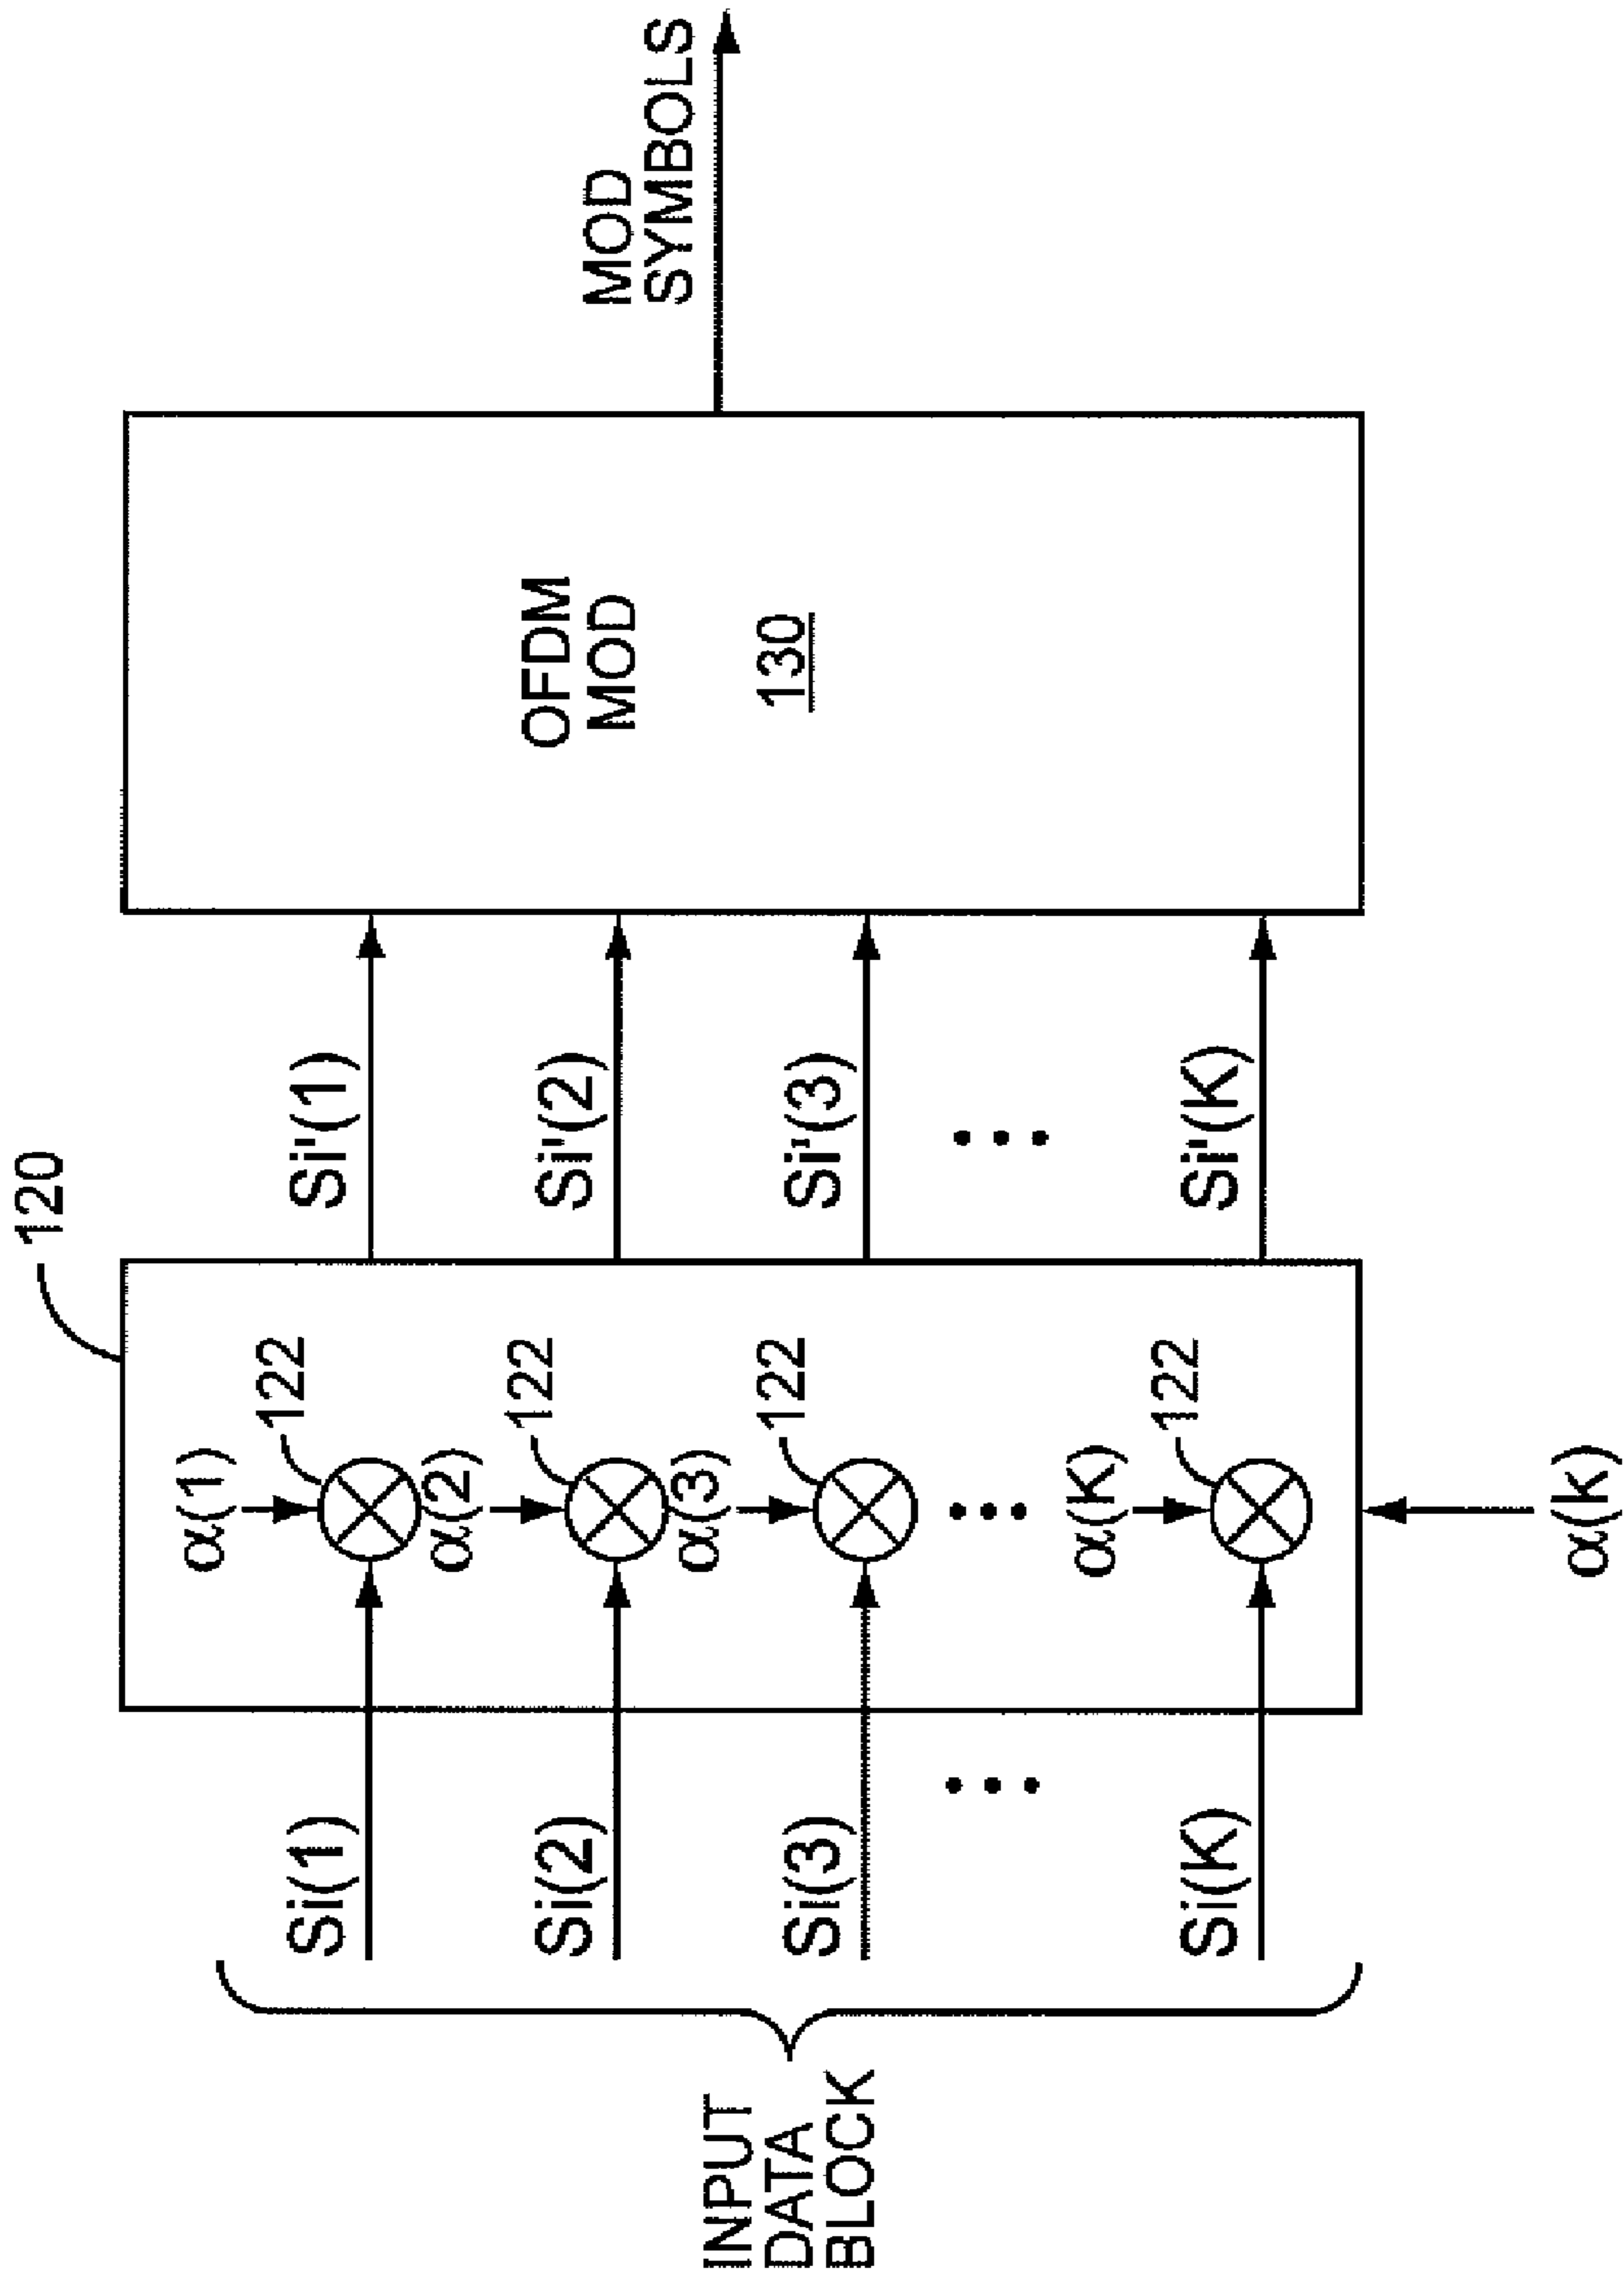 120
INPUT
DATA
BLOCK
Si(1)
Si(2)
Si(3)
• • •
Si(K)
α(1)
122
α(2)
122
α(3)
122
• • •
α(K)
122
α(k)
Si'(1)
Si'(2)
Si'(3)
• • •
Si'(K)
OFDM
MOD
130
MOD
SYMBOLS